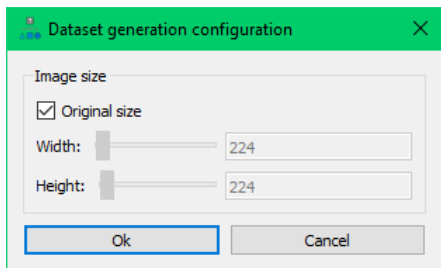 Dataset generation configuration
Image size
Original size
Width: 224
Height: 224
Ok Cancel